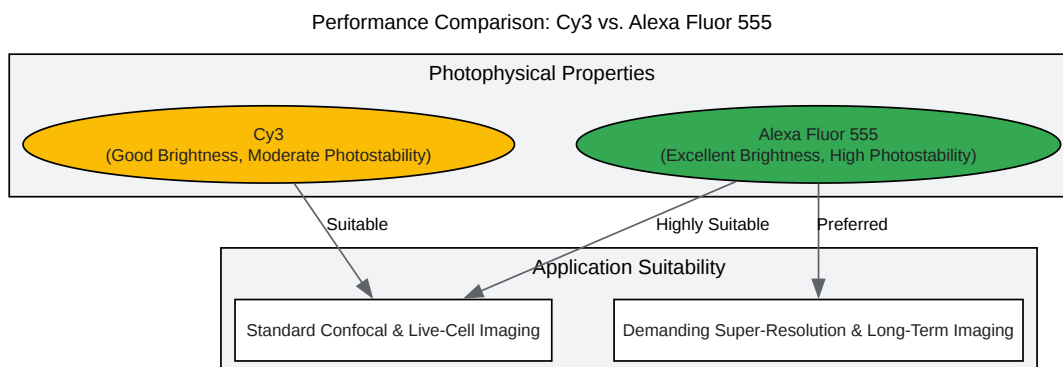 Performance Comparison: Cy3 vs. Alexa Fluor 555
Photophysical Properties
Cy3
(Good Brightness, Moderate Photostability)
Alexa Fluor 555
(Excellent Brightness, High Photostability)
Suitable
Highly Suitable
Preferred
Application Suitability
Standard Confocal & Live-Cell Imaging
Demanding Super-Resolution & Long-Term Imaging